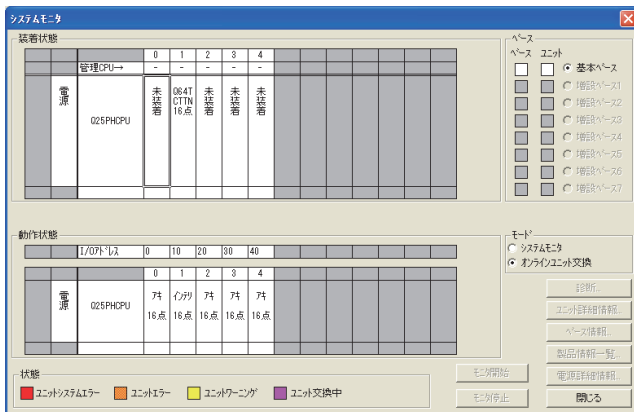 システムモニタ
装着状態
0 1 2 3 4
管理CPU→ - - - - -
電源
Q25PHCPU
未装着
Q64TCTTN
16点
未装着
未装着
未装着
ベース
ベース ユニット
基本ベース
増設ベース1
増設ベース2
増設ベース3
増設ベース4
増設ベース5
増設ベース6
増設ベース7
動作状態
I/Oアドレス 0 10 20 30 40
0 1 2 3 4
電源
Q25PHCPU
アキ インテリ アキ アキ アキ
16点 16点 16点 16点 16点
モード
システムモニタ
オンラインユニット交換
診断...
ユニット詳細情報...
ベース情報...
製品情報一覧...
電源詳細情報...
閉じる
モニタ開始
モニタ停止
状態
ユニットシステムエラー ユニットエラー ユニットワーニング ユニット交換中